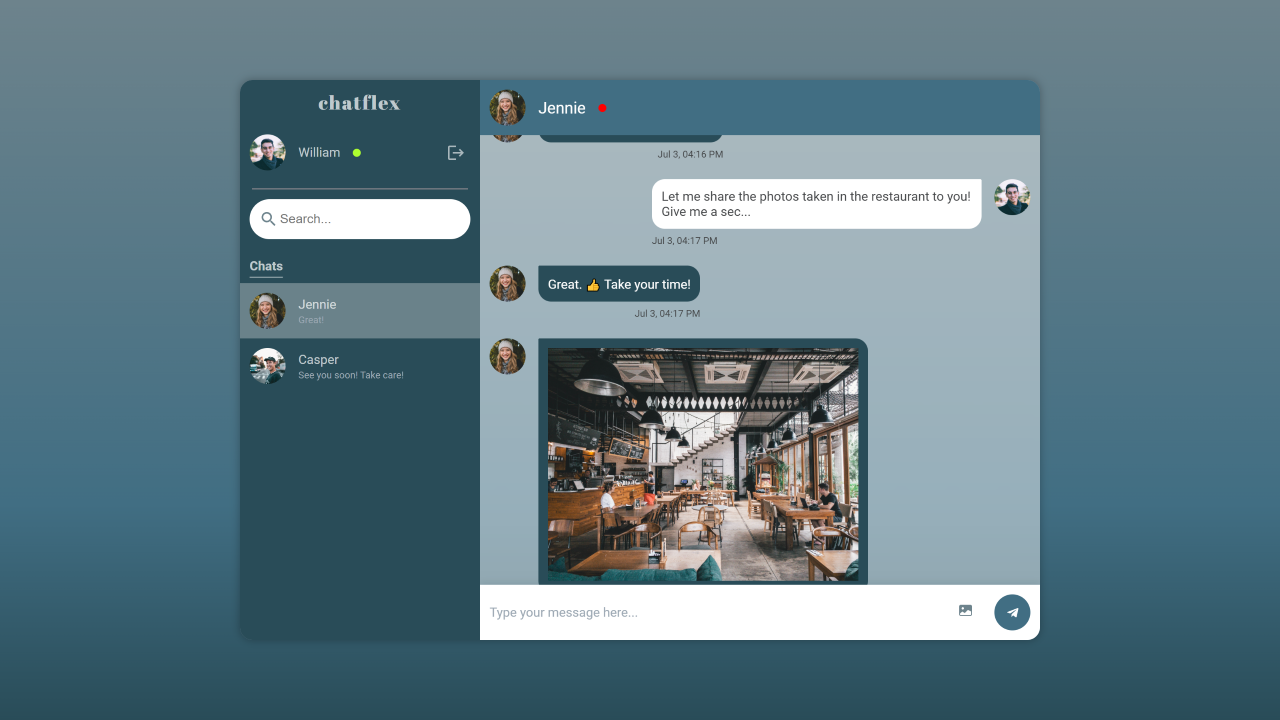 chatflex
William
Search...
Chats
Jennie
Great!
Casper
See you soon! Take care!
Jennie
Jul 3, 04:16 PM
Let me share the photos taken in the restaurant to you!
Give me a sec...
Jul 3, 04:17 PM
Great. 👍 Take your time!
Jul 3, 04:17 PM
Type your message here...